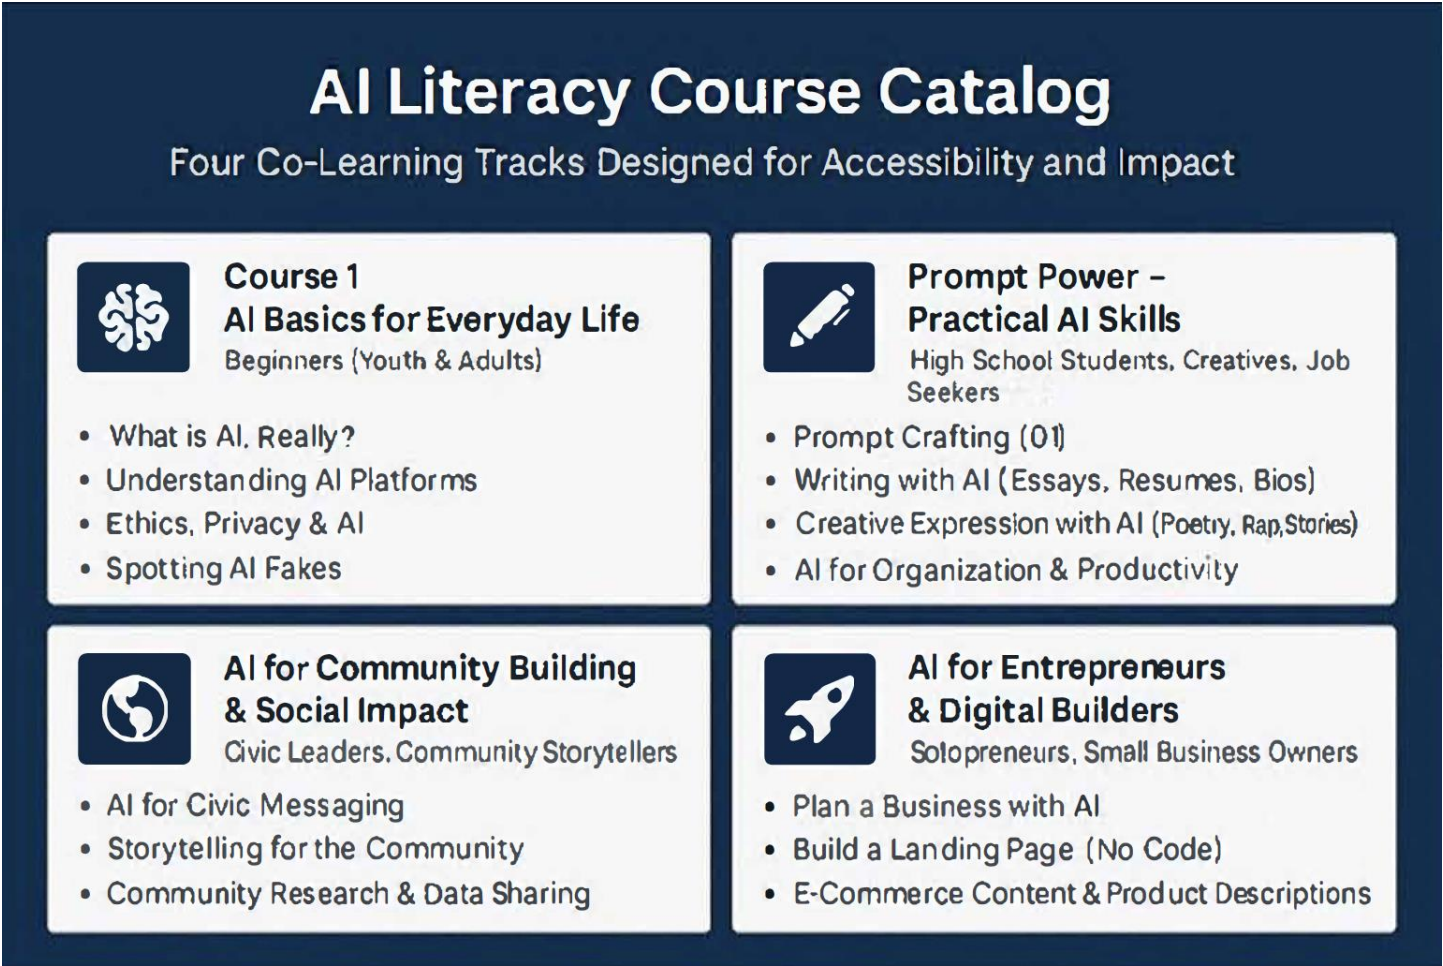 AI Literacy Course Catalog
Four Co-Learning Tracks Designed for Accessibility and Impact
Course 1
AI Basics for Everyday Life
Beginners (Youth & Adults)
• What is AI, Really?
• Understanding AI Platforms
• Ethics, Privacy & AI
• Spotting AI Fakes
Prompt Power –
Practical AI Skills
High School Students, Creatives, Job
Seekers
• Prompt Crafting (01)
• Writing with AI (Essays, Resumes, Bios)
• Creative Expression with AI (Poetry, Rap, Stories)
• AI for Organization & Productivity
AI for Community Building
& Social Impact
Civic Leaders, Community Storytellers
• AI for Civic Messaging
• Storytelling for the Community
• Community Research & Data Sharing
AI for Entrepreneurs
& Digital Builders
Solopreneurs, Small Business Owners
• Plan a Business with AI
• Build a Landing Page (No Code)
• E-Commerce Content & Product Descriptions